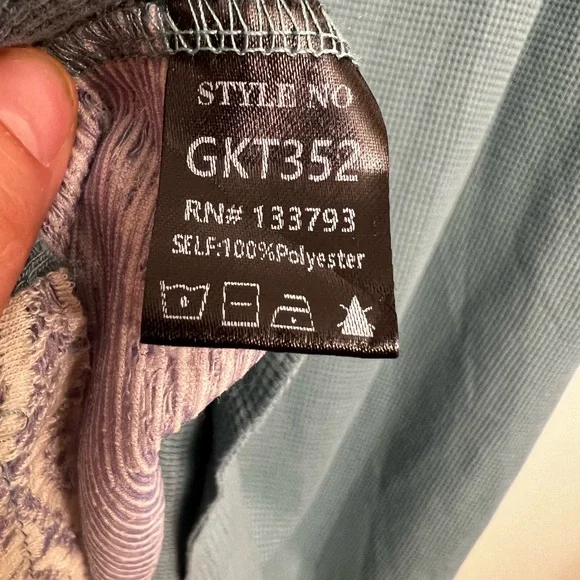 STYLE NO
GKT352
RN# 133793
SELF:100%Polyester